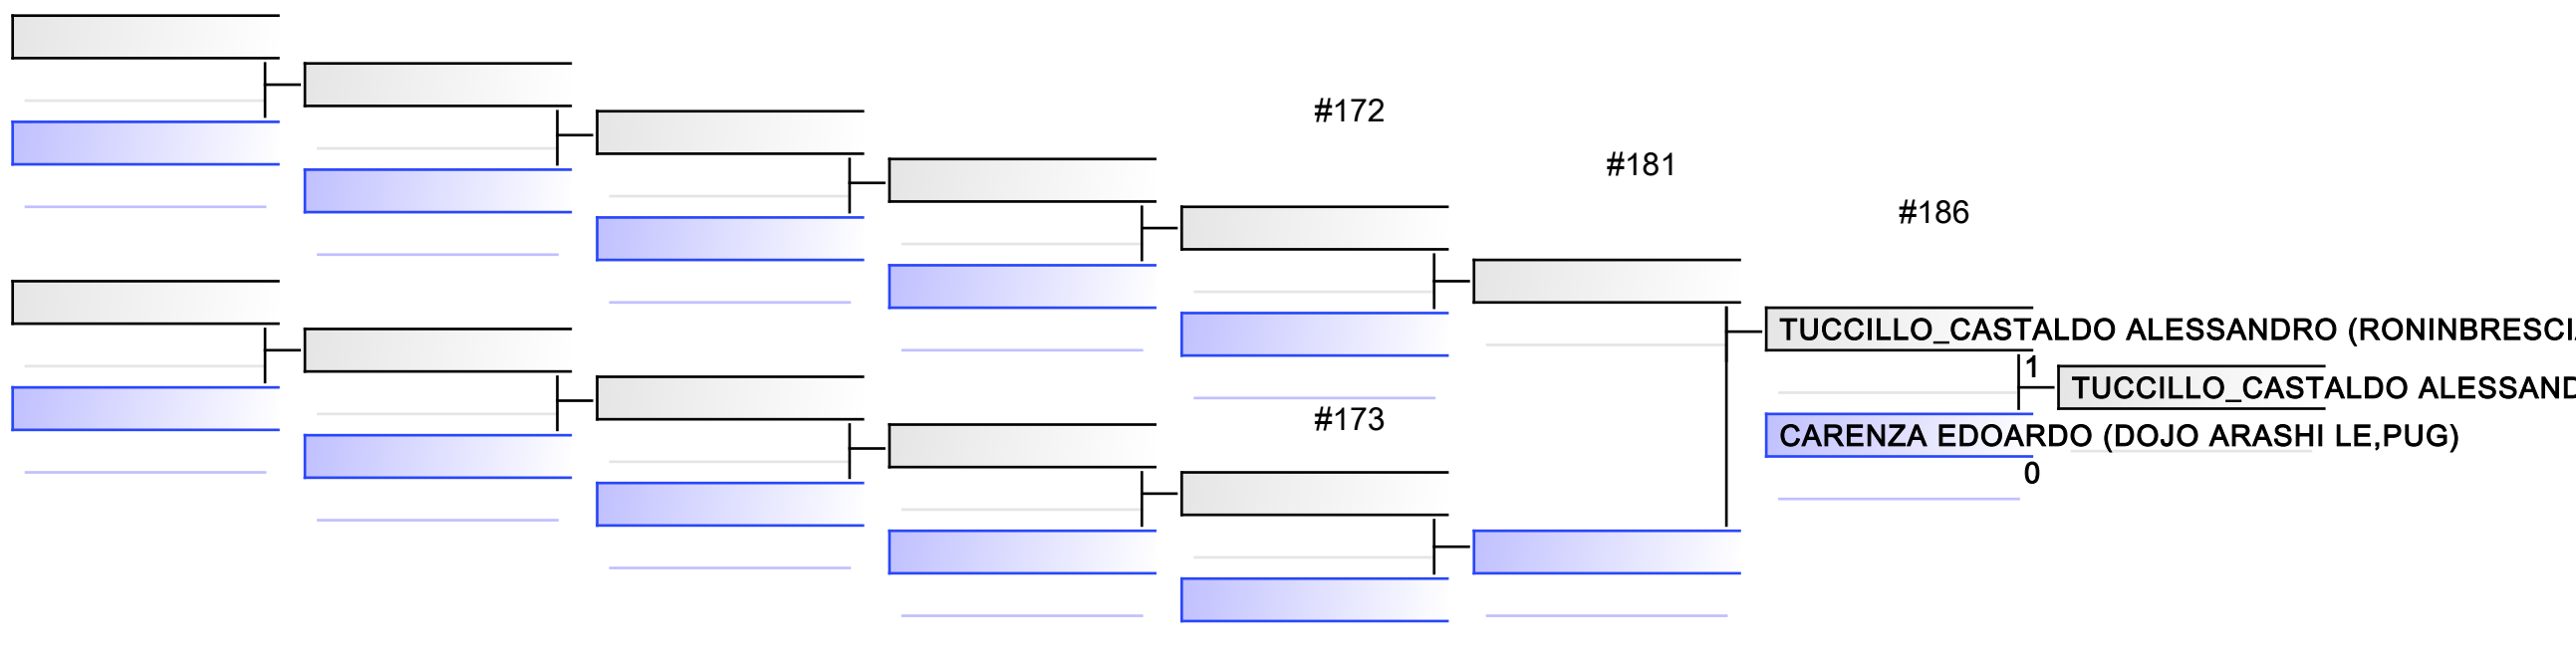 #172
#181
#186
TUCCILLO_CASTALDO ALESSANDRO (RONINBRESCI
1
TUCCILLO_CASTALDO ALESSAND
#173
CARENZA EDOARDO (DOJO ARASHI LE,PUG)
0